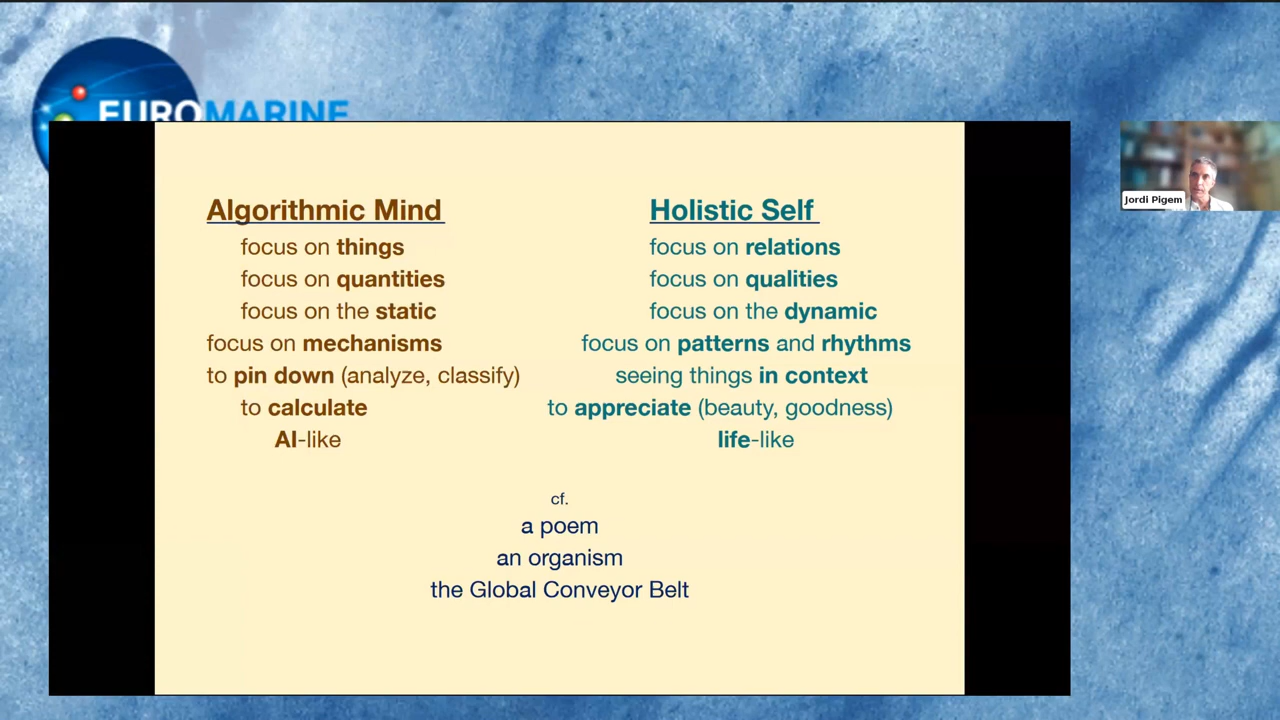 EUROMARINE
Algorithmic Mind
focus on things
focus on quantities
focus on the static
focus on mechanisms
to pin down (analyze, classify)
to calculate
AI-like
Holistic Self
focus on relations
focus on qualities
focus on the dynamic
focus on patterns and rhythms
seeing things in context
to appreciate (beauty, goodness)
life-like
cf.
a poem
an organism
the Global Conveyor Belt
Jordi Pigem